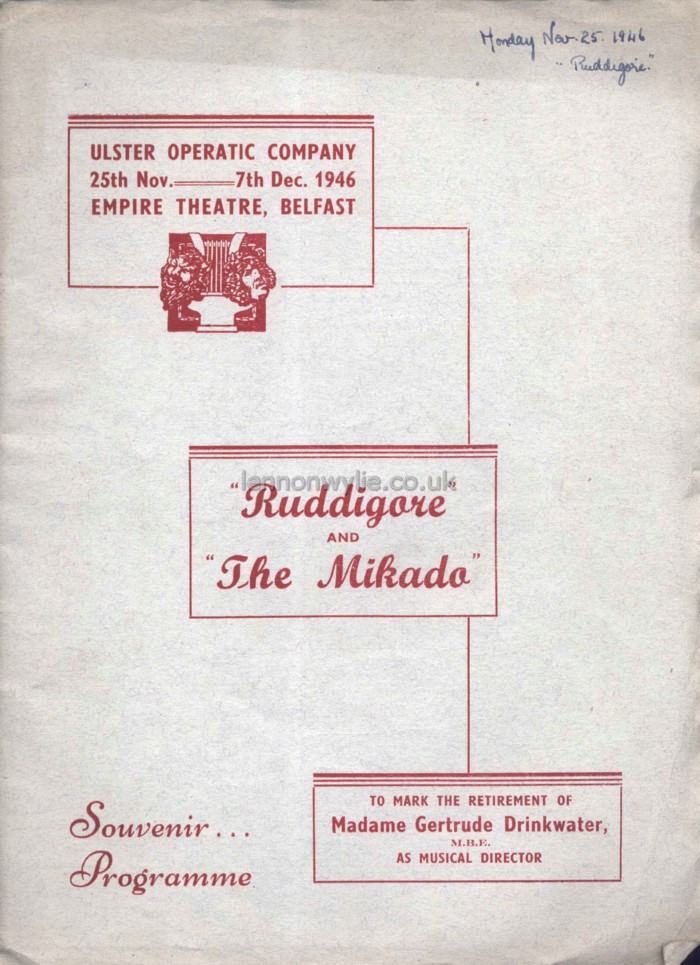 Monday Nov. 25. 1946
"Ruddigore."
ULSTER OPERATIC COMPANY
25th Nov.——7th Dec. 1946
EMPIRE THEATRE, BELFAST
lennonwylie.co.uk
"Ruddigore"
AND
"The Mikado"
TO MARK THE RETIREMENT OF
Madame Gertrude Drinkwater,
M.B.E.
AS MUSICAL DIRECTOR
Souvenir...
Programme